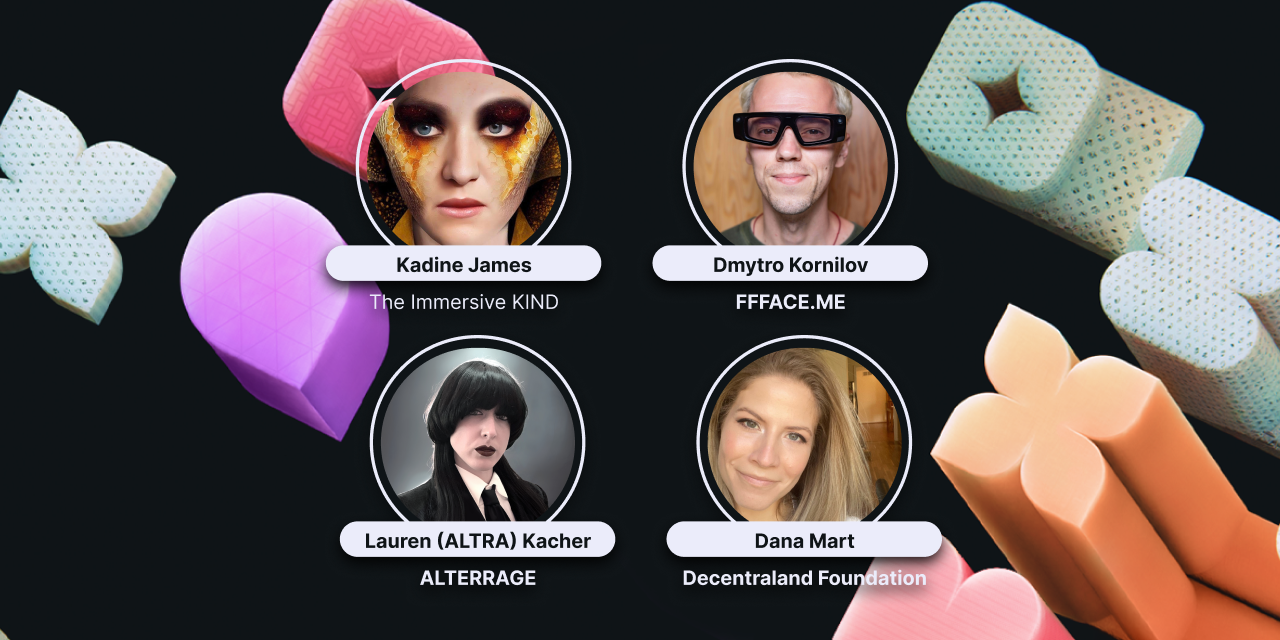 Kadine James
The Immersive KIND
Dmytro Kornilov
FFFACE.ME
Lauren (ALTRA) Kacher
ALTERRAGE
Dana Mart
Decentraland Foundation